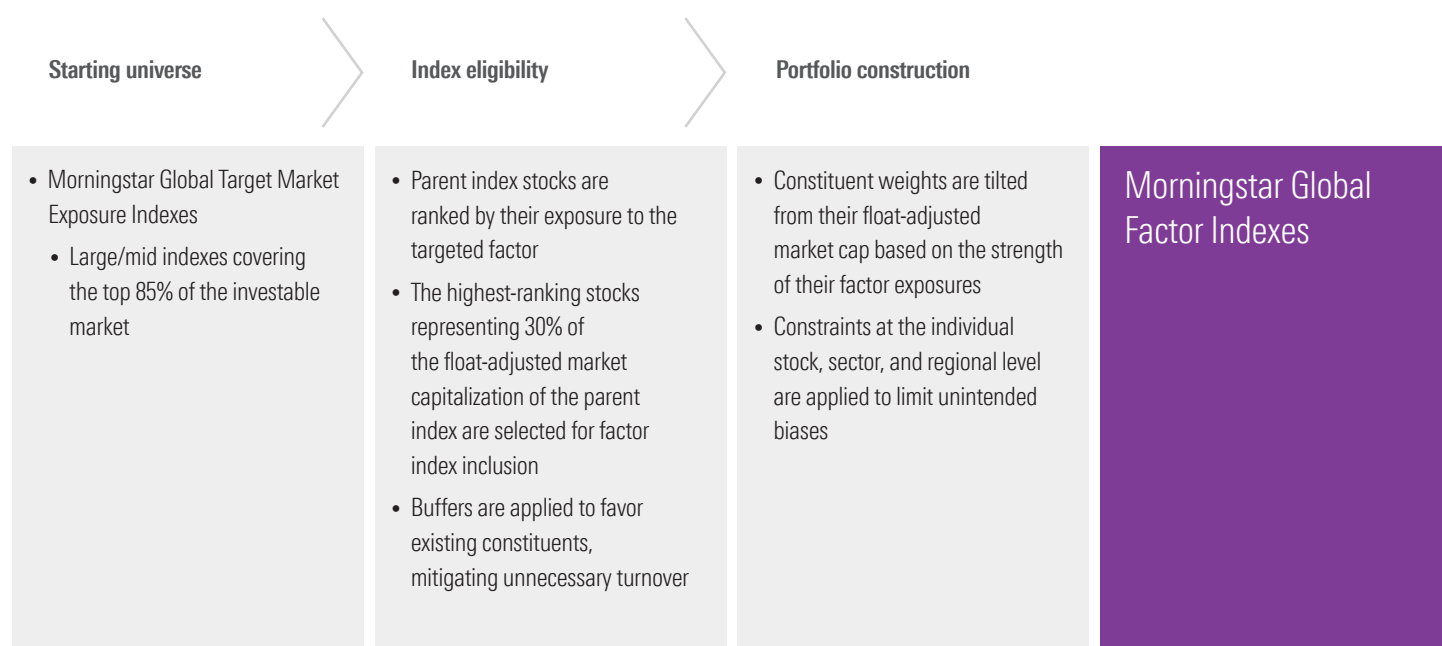 Starting universe
Index eligibility
Portfolio construction
• Morningstar Global Target Market
Exposure Indexes
• Large/mid indexes covering
the top 85% of the investable
market
• Parent index stocks are
ranked by their exposure to the
targeted factor
• The highest-ranking stocks
representing 30% of
the float-adjusted market
capitalization of the parent
index are selected for factor
index inclusion
• Buffers are applied to favor
existing constituents,
mitigating unnecessary turnover
• Constituent weights are tilted
from their float-adjusted
market cap based on the strength
of their factor exposures
• Constraints at the individual
stock, sector, and regional level
are applied to limit unintended
biases
Morningstar Global
Factor Indexes